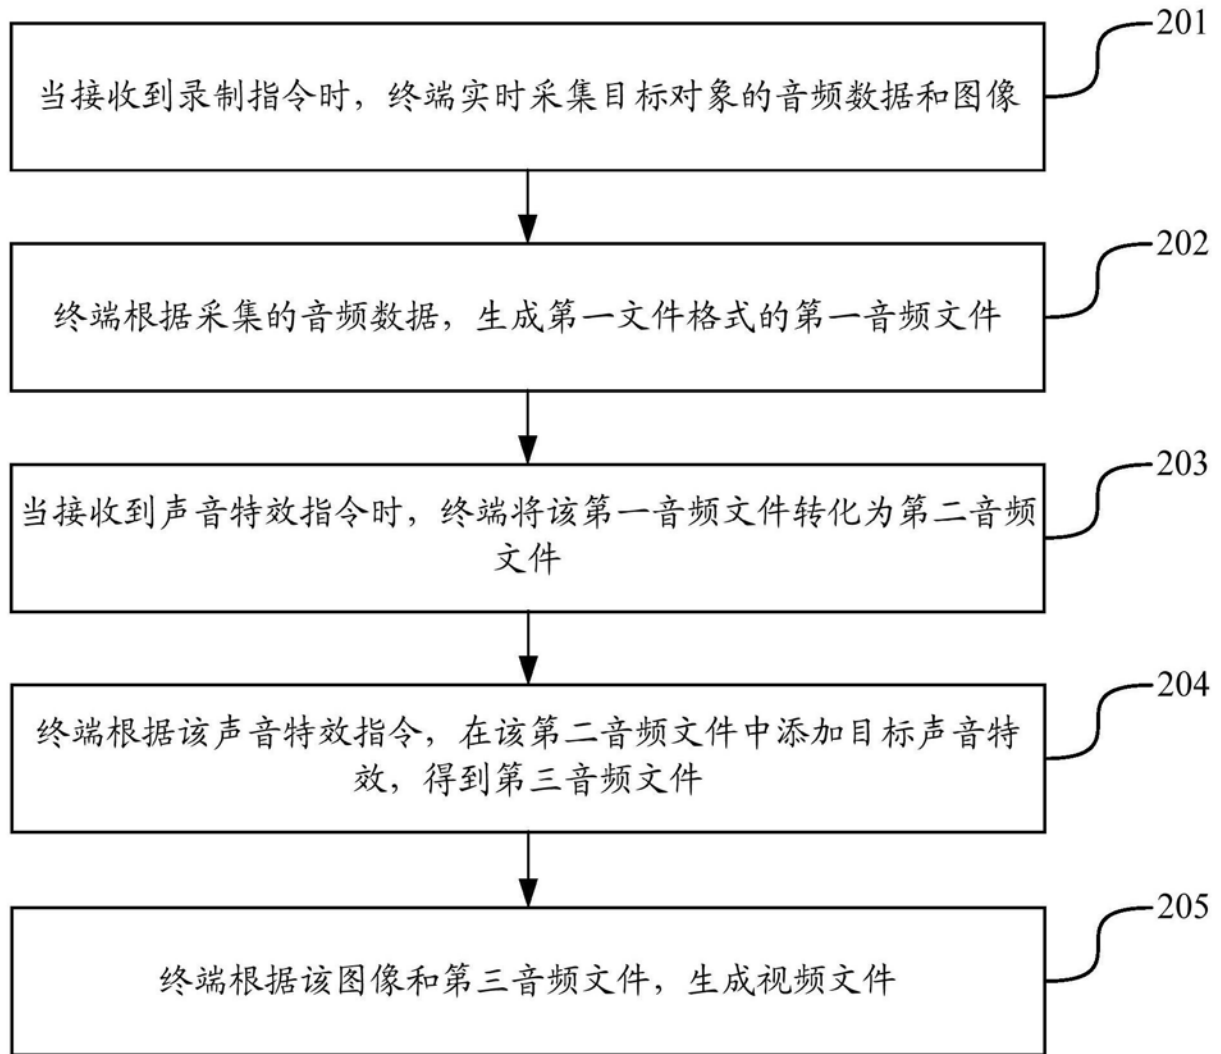 201
当接收到录制指令时，终端实时采集目标对象的音频数据和图像
202
终端根据采集的音频数据，生成第一文件格式的第一音频文件
203
当接收到声音特效指令时，终端将该第一音频文件转化为第二音频
文件
204
终端根据该声音特效指令，在该第二音频文件中添加目标声音特
效，得到第三音频文件
205
终端根据该图像和第三音频文件，生成视频文件